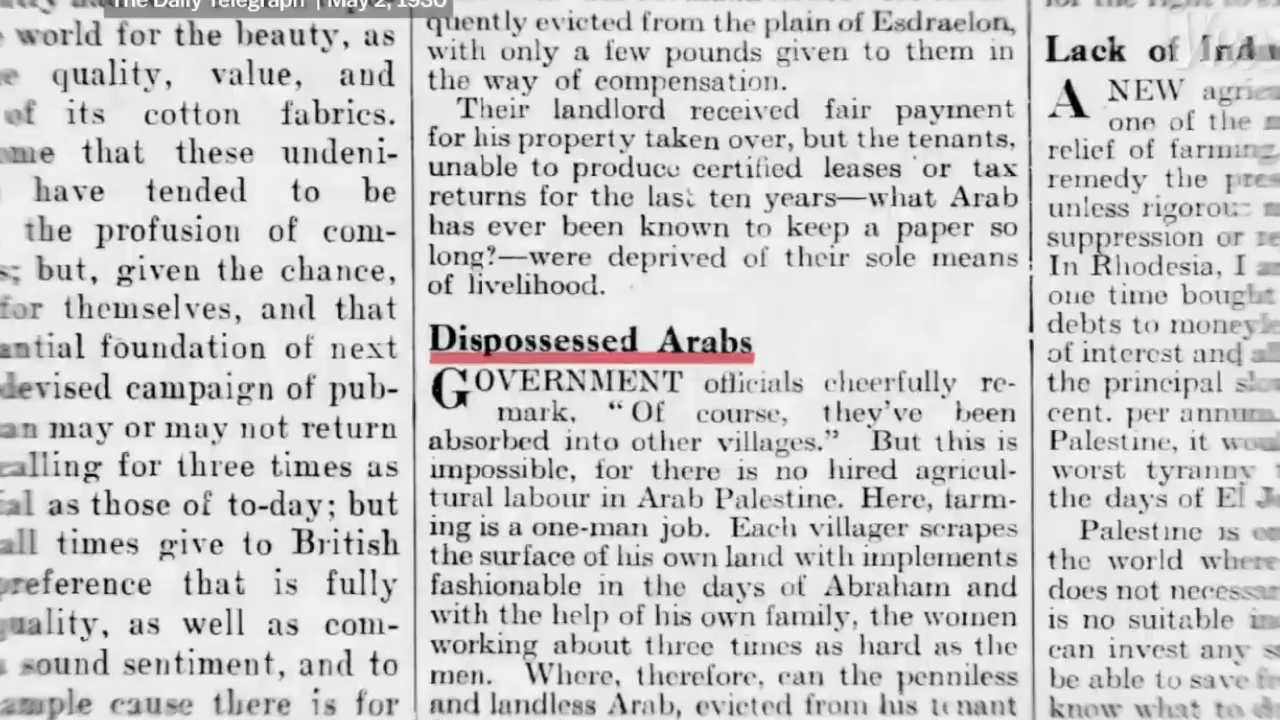 The Daily Telegraph | May 2, 1930
world for the beauty, as
quality, value, and
of its cotton fabrics.
that these undeni-
have tended to be
the profusion of com-
but, given the chance,
for themselves, and that
foundation of next
devised campaign of pub-
may or may not return
calling for three times as
as those of to-day; but
all times give to British
preference that is fully
quality, as well as com-
sound sentiment, and to
ample cause there is for
quently evicted from the plain of Esdraelon,
with only a few pounds given to them in
the way of compensation.
Their landlord received fair payment
for his property taken over, but the tenants,
unable to produce certified leases or tax
returns for the last ten years—what Arab
has ever been known to keep a paper so
long?—were deprived of their sole means
of livelihood.
Dispossessed Arabs
GOVERNMENT officials cheerfully re-
mark, “Of course, they’ve been
absorbed into other villages.” But this is
impossible, for there is no hired agricul-
tural labour in Arab Palestine. Here, farm-
ing is a one-man job. Each villager scrapes
the surface of his own land with implements
fashionable in the days of Abraham and
with the help of his own family, the women
working about three times as hard as the
men. Where, therefore, can the penniless
and landless Arab, evicted from his tenant
Lack of
A NEW
one of the
relief of farming
remedy the
unless rigorous
suppression or
In Rhodesia, I
one time bought
debts to
of interest and
the principal
cent. per annum
Palestine, it
worst tyranny
the days of El
Palestine is
the world where
does not
is no suitable
can invest any
be able to save
know what to